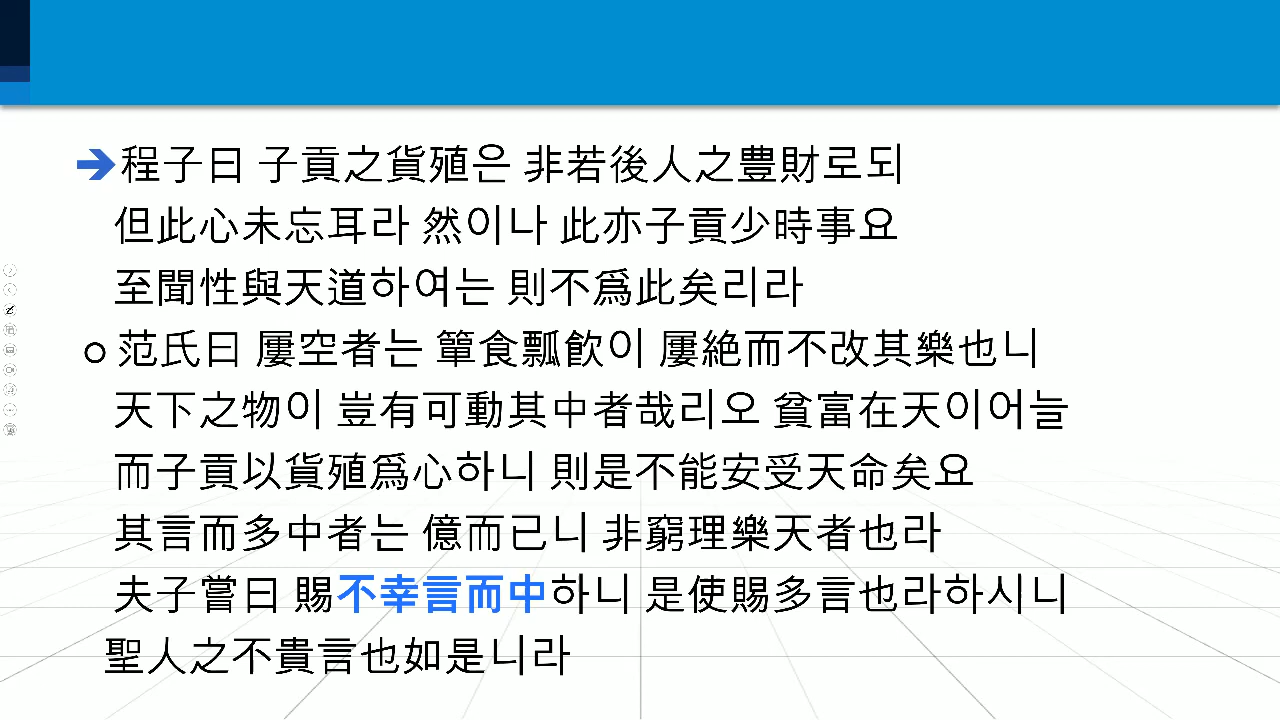 ➔程子曰 子貢之貨殖은 非若後人之豊財로되
但此心未忘耳라 然이나 此亦子貢少時事요
至聞性與天道하여는 則不爲此矣리라
ㅇ范氏曰 屢空者는 簞食瓢飮이 屢絶而不改其樂也니
天下之物이 豈有可動其中者哉리오 貧富在天이어늘
而子貢以貨殖爲心하니 則是不能安受天命矣요
其言而多中者는 億而已니 非窮理樂天者也라
夫子嘗曰 賜不幸言而中하니 是使賜多言也라하시니
聖人之不貴言也如是니라